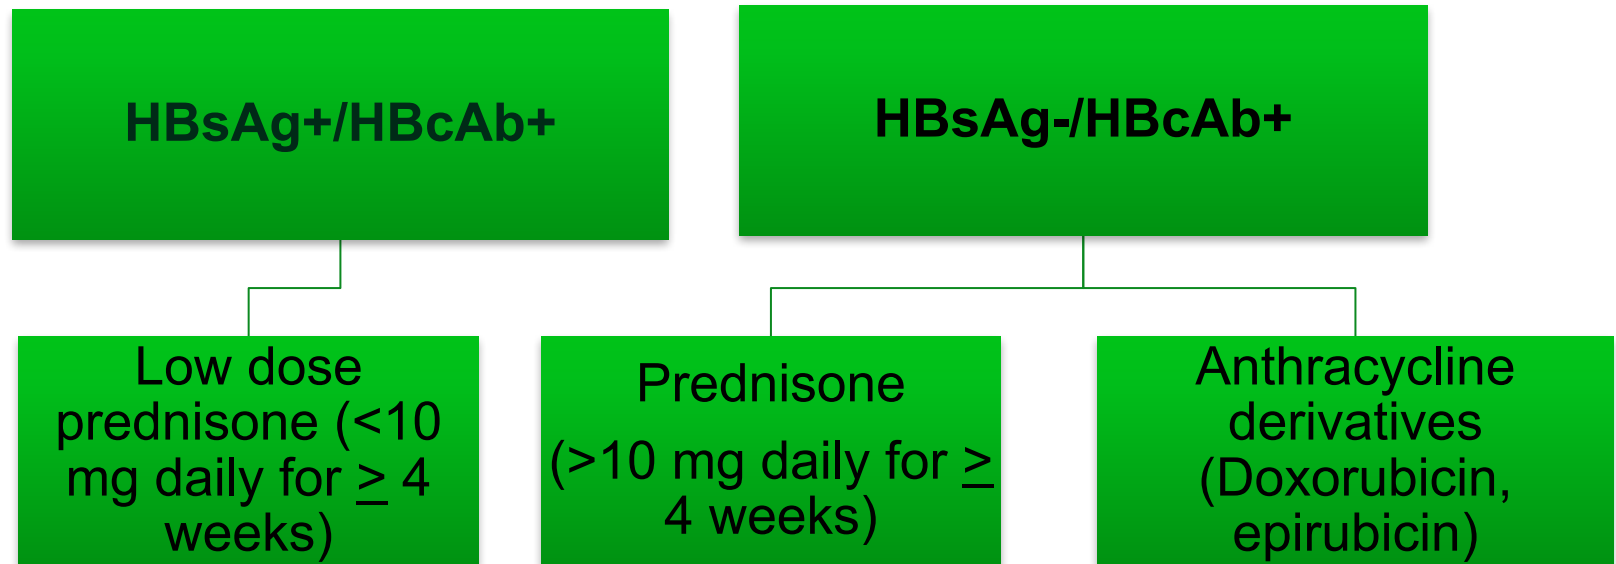 HBsAg+/HBcAb+
HBsAg-/HBcAb+
Low dose
prednisone (<10
mg daily for ≥ 4
weeks)
Prednisone
(>10 mg daily for ≥
4 weeks)
Anthracycline
derivatives
(Doxorubicin,
epirubicin)